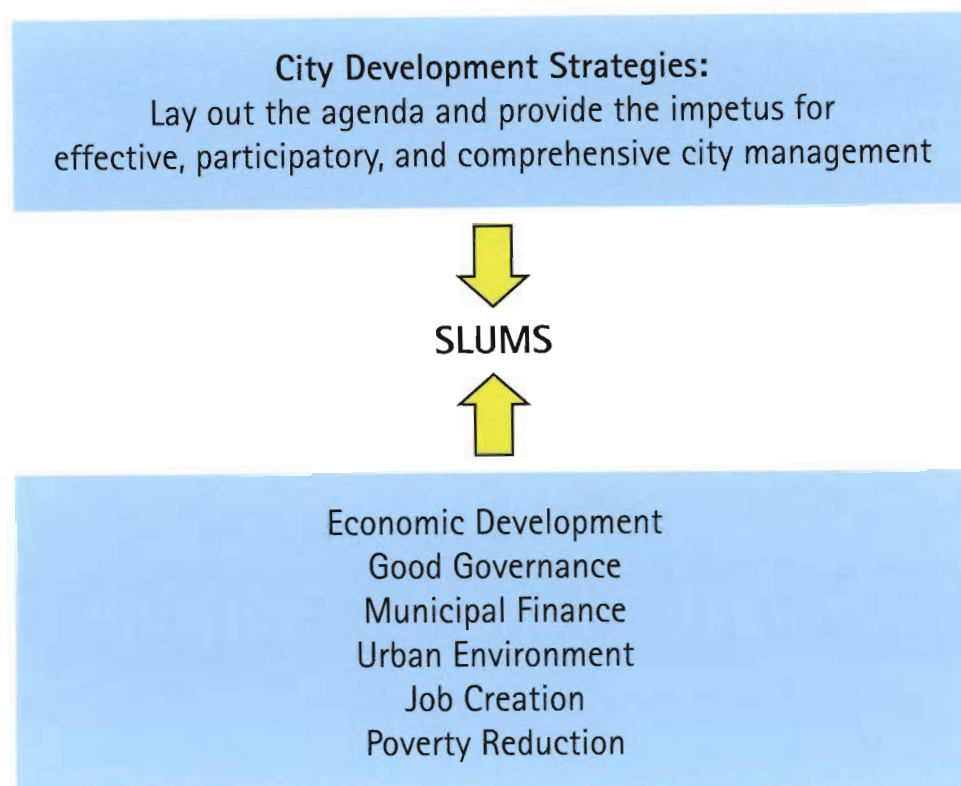 City Development Strategies:
Lay out the agenda and provide the impetus for
effective, participatory, and comprehensive city management
SLUMS
Economic Development
Good Governance
Municipal Finance
Urban Environment
Job Creation
Poverty Reduction